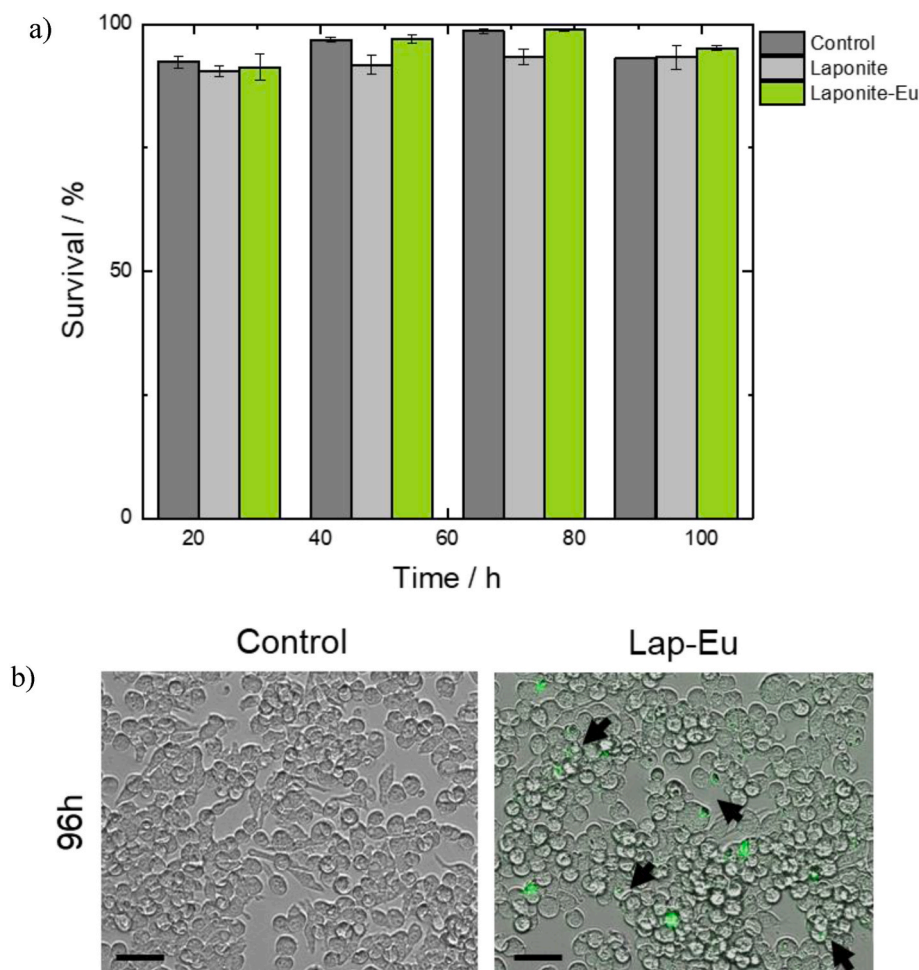 a)
100
50
0
Survival / %
20 40 60 80 100
Time / h
Control
Laponite
Laponite-Eu
b)
Control Lap-Eu
96h